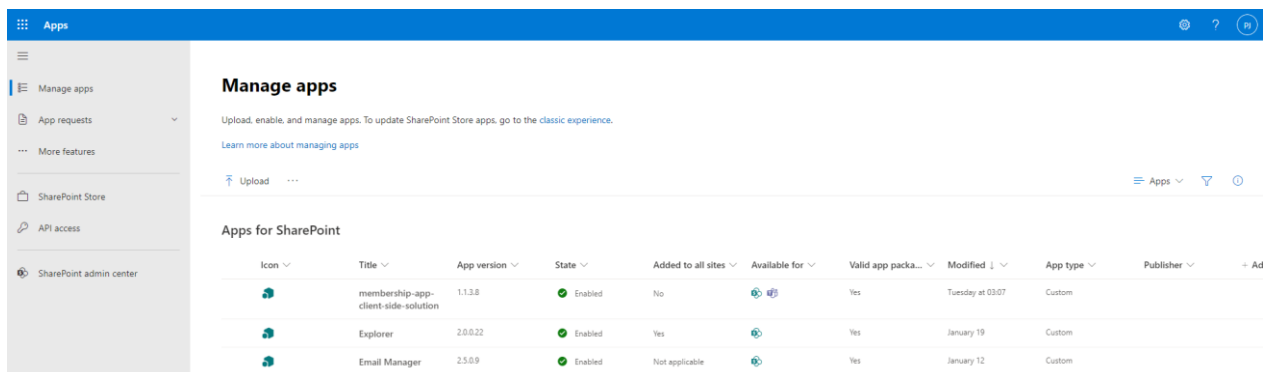 Apps
?
PJ
Manage apps
App requests
More features
SharePoint Store
API access
SharePoint admin center
Manage apps
Upload, enable, and manage apps. To update SharePoint Store apps, go to the classic experience.
Learn more about managing apps
Upload ...
Apps
Apps for SharePoint
Icon Title App version State Added to all sites Available for Valid app packa... Modified ↓ App type Publisher + Ad
membership-app-client-side-solution 1.1.3.8 Enabled No Yes Tuesday at 03:07 Custom
Explorer 2.0.0.22 Enabled Yes Yes January 19 Custom
Email Manager 2.5.0.9 Enabled Not applicable Yes January 12 Custom